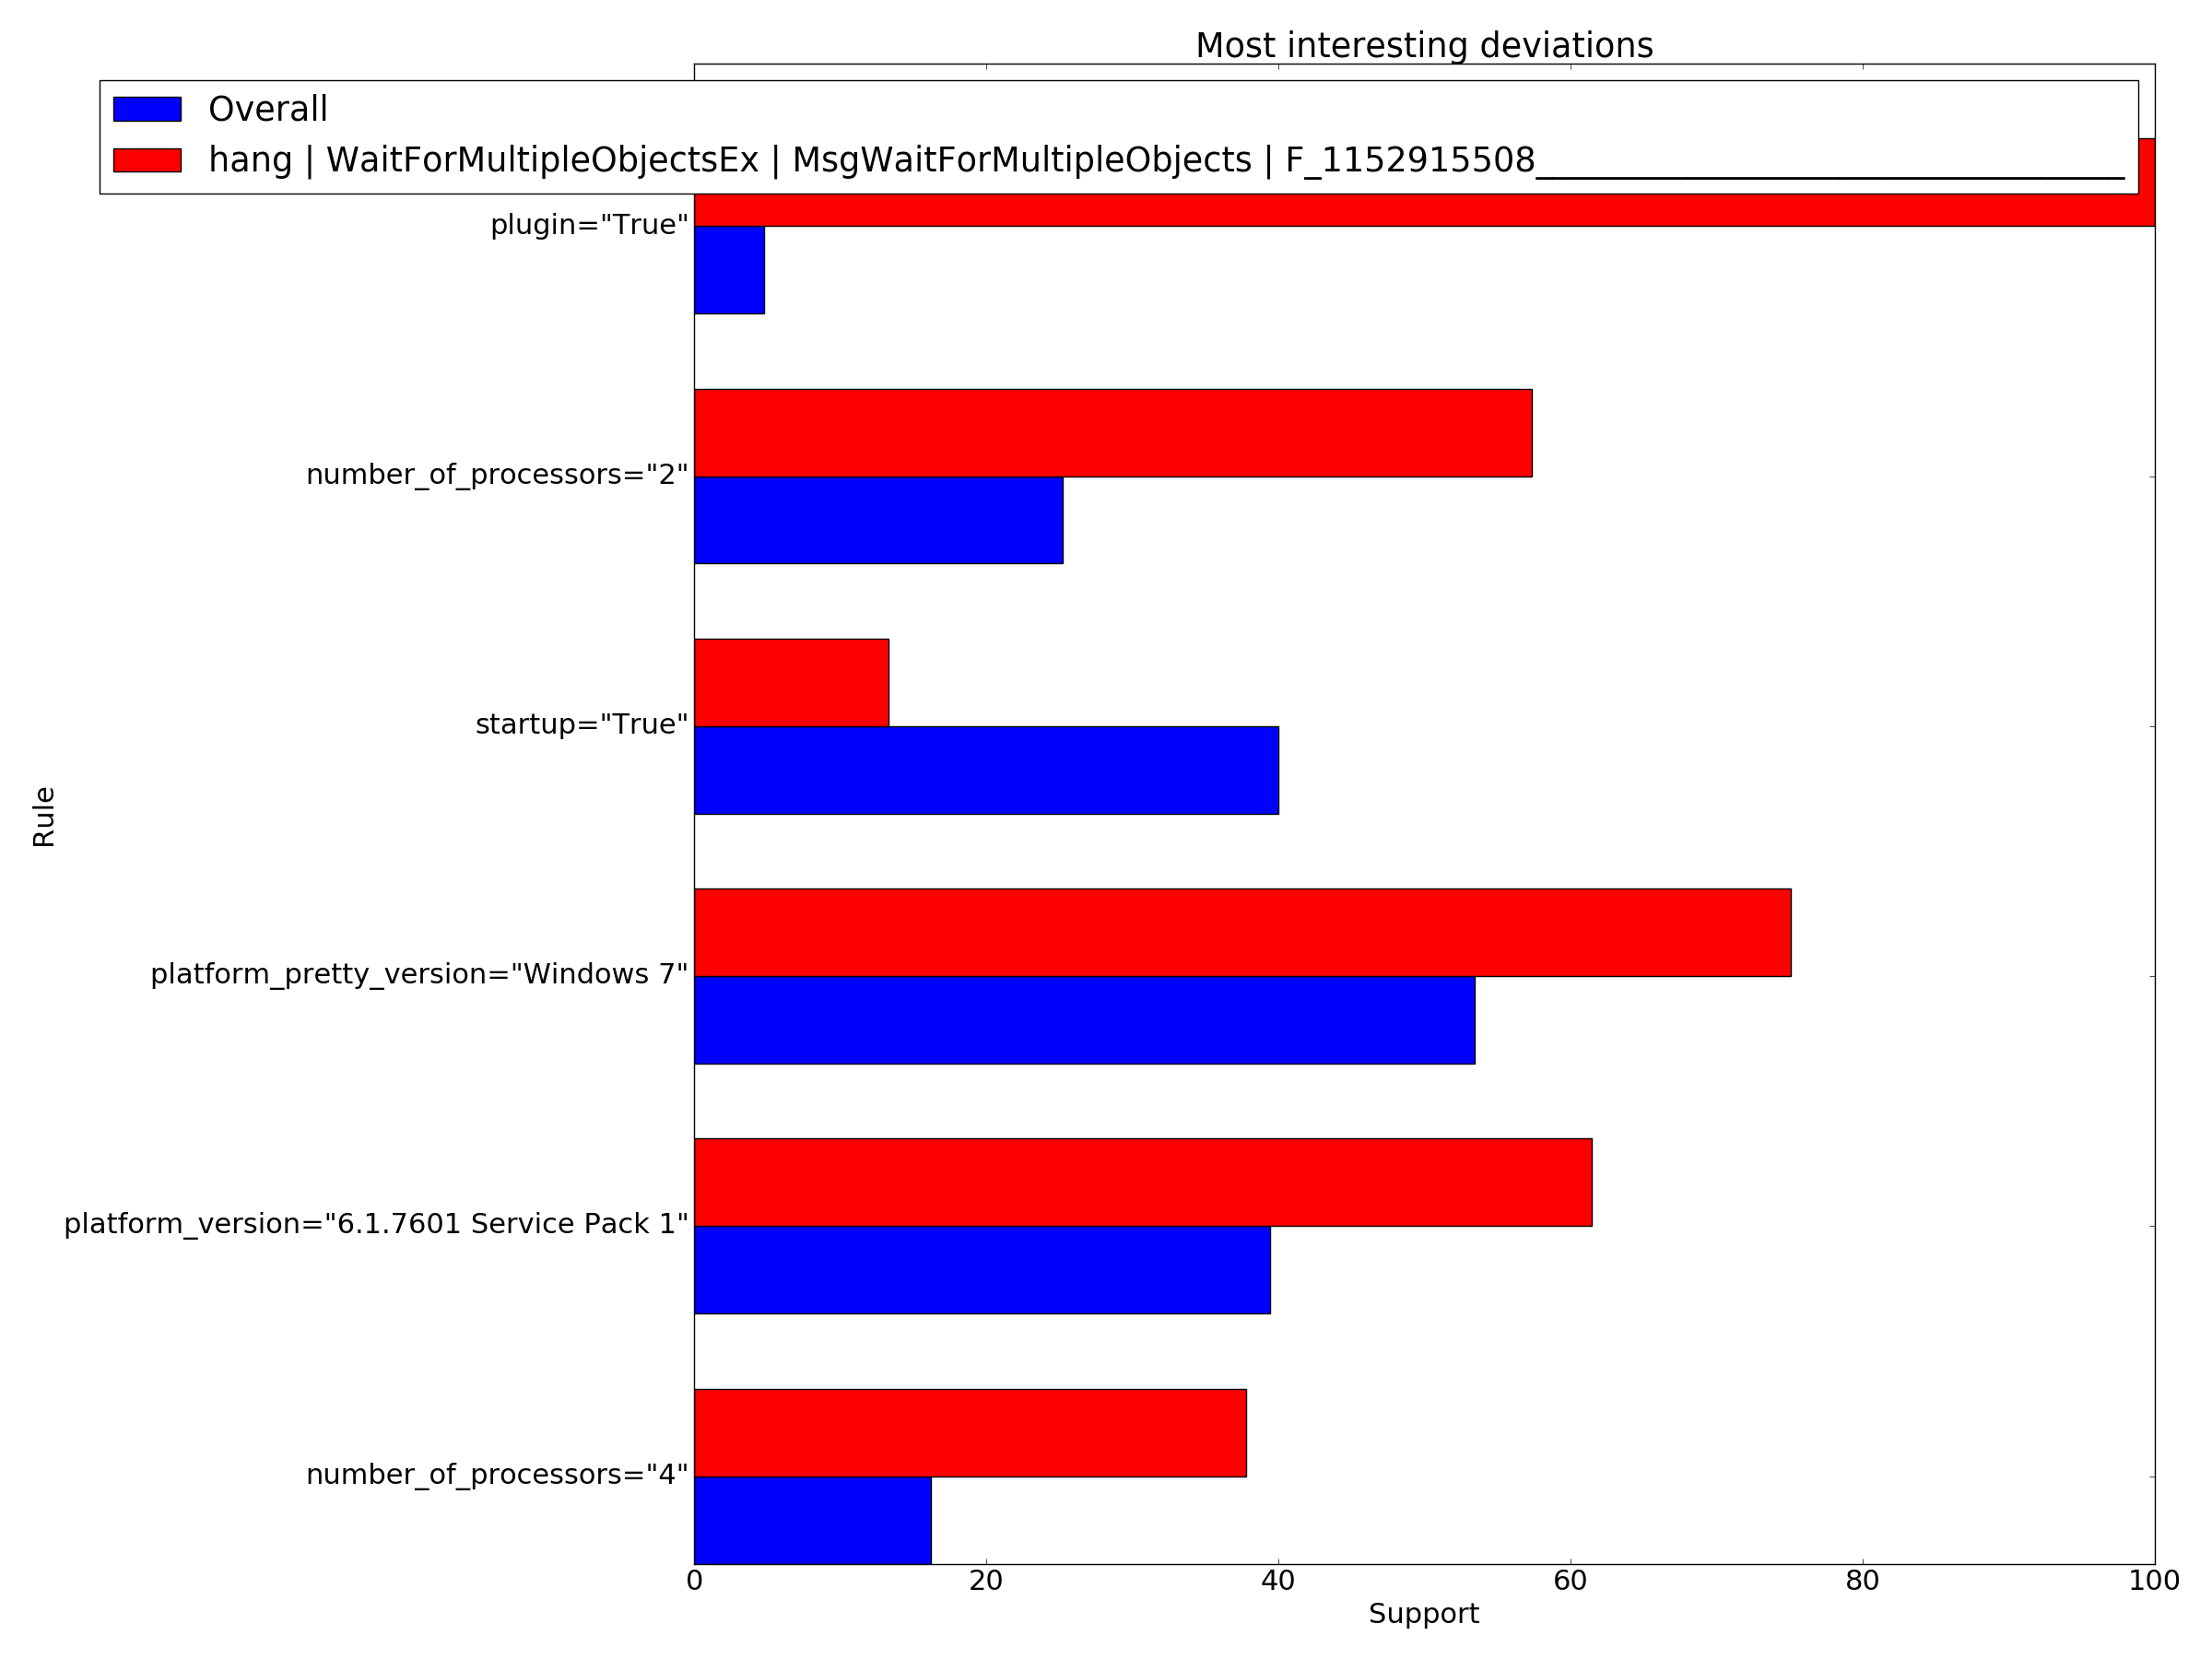 Most interesting deviations
Overall
hang | WaitForMultipleObjectsEx | MsgWaitForMultipleObjects | F_1152915508___________________________________
plugin="True"
number_of_processors="2"
startup="True"
Rule
platform_pretty_version="Windows 7"
platform_version="6.1.7601 Service Pack 1"
number_of_processors="4"
0 20 40 60 80 100
Support